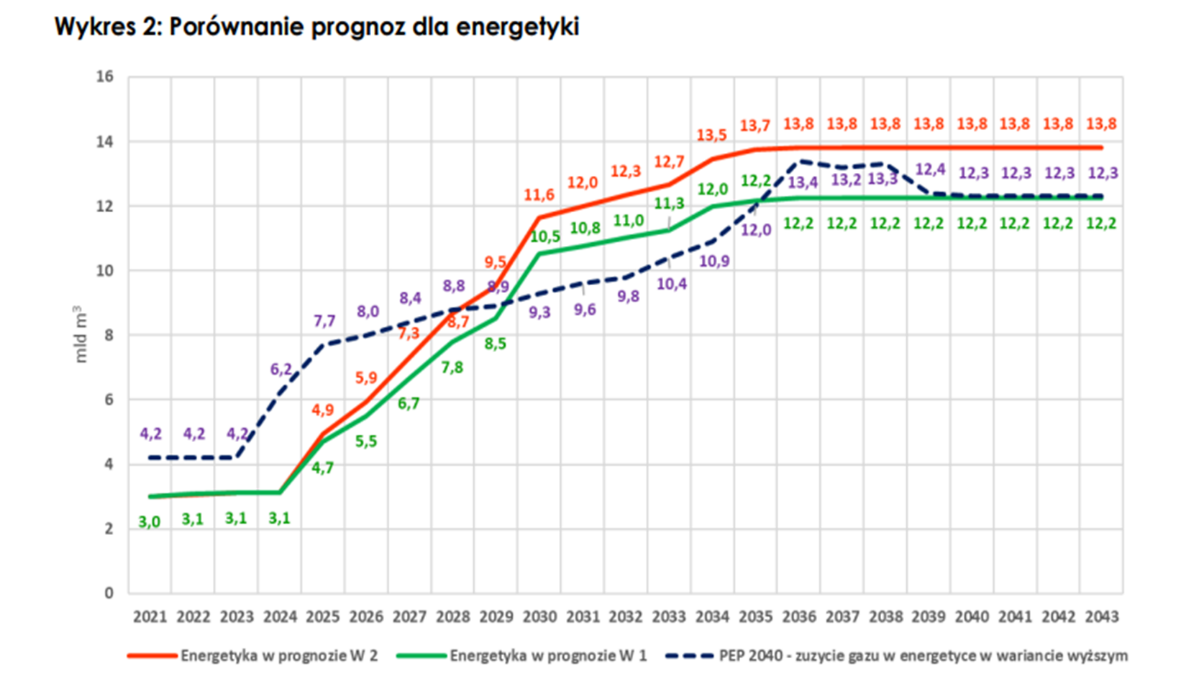 Wykres 2: Porównanie prognoz dla energetyki
16
14
12
10
8
6
4
2
0
mld m³
13,8 13,8 13,8 13,8 13,8 13,8 13,8 13,8
13,5 13,7
12,0 12,3 12,7
11,6
9,5
8,7
7,3
5,9
4,9
4,2 4,2 4,2 6,2 7,7 8,0 8,4 8,8 8,9 9,3 9,6 9,8 10,4 10,9 12,0 13,4 13,2 13,3 12,4 12,3 12,3 12,3 12,3
3,0 3,1 3,1 3,1 4,7 5,5 6,7 7,8 8,5 10,5 10,8 11,0 11,3 12,0 12,2 12,2 12,2 12,2 12,2 12,2 12,2 12,2 12,2
2021 2022 2023 2024 2025 2026 2027 2028 2029 2030 2031 2032 2033 2034 2035 2036 2037 2038 2039 2040 2041 2042 2043
Energetyka w prognozie W 2 Energetyka w prognozie W 1 PEP 2040 - zuzycie gazu w energetyce w wariancie wyższym